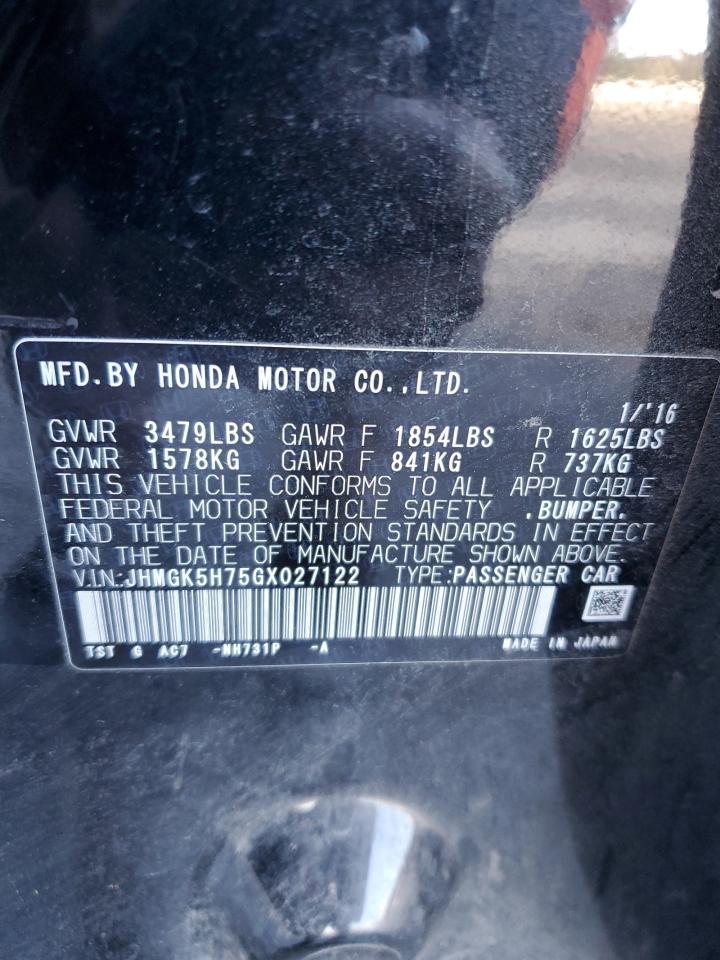 MFD.BY HONDA MOTOR CO.,LTD.
1/'16
GVWR 3479LBS GAWR F 1854LBS R 1625LBS
GVWR 1578KG GAWR F 841KG R 737KG
THIS VEHICLE CONFORMS TO ALL APPLICABLE
FEDERAL MOTOR VEHICLE SAFETY ,BUMPER,
AND THEFT PREVENTION STANDARDS IN EFFECT
ON THE DATE OF MANUFACTURE SHOWN ABOVE.
V.I.N.:JHMGK5H75GX027122 TYPE:PASSENGER CAR
TST G AC7 -NH731P -A MADE IN JAPAN